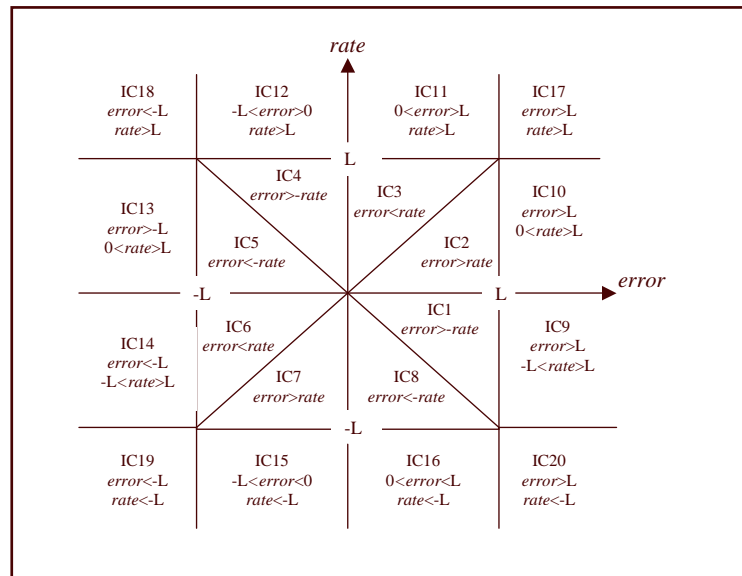 rate
IC18
error<-L
rate>L
IC12
-L<error>0
rate>L
IC11
0<error>L
rate>L
IC17
error>L
rate>L
L
IC4
error>-rate
IC3
error<rate
IC13
error>-L
0<rate>L
IC5
error<-rate
IC2
error>rate
IC10
error>L
0<rate>L
-L
L
error
IC14
error<-L
-L<rate>L
IC6
error<rate
IC1
error>-rate
IC9
error>L
-L<rate>L
IC7
error>rate
IC8
error<-rate
-L
IC19
error<-L
rate<-L
IC15
-L<error<0
rate<-L
IC16
0<error<L
rate<-L
IC20
error>L
rate<-L